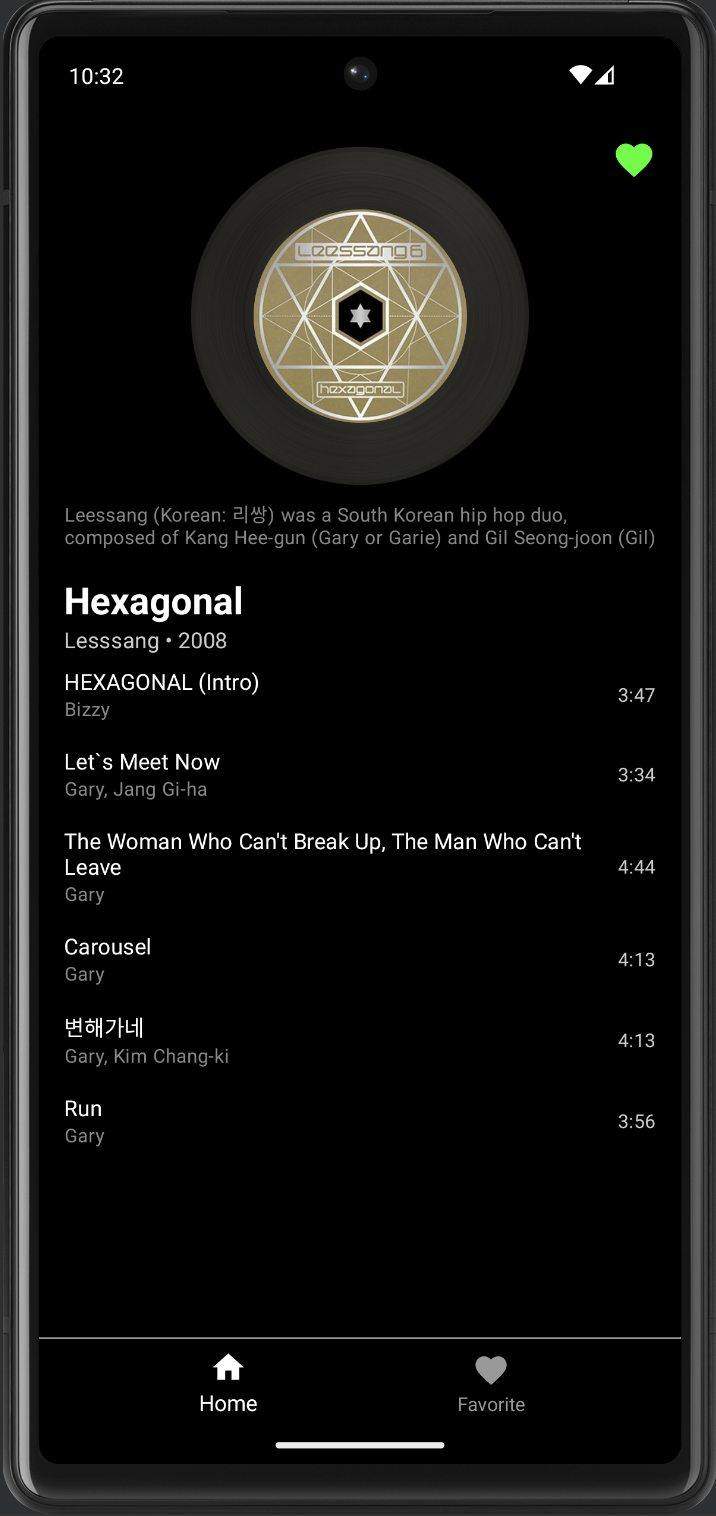 10:32
Leessang 6
hexagonal
Leessang (Korean: 리쌍) was a South Korean hip hop duo,
composed of Kang Hee-gun (Gary or Garie) and Gil Seong-joon (Gil)
Hexagonal
Lesssang • 2008
HEXAGONAL (Intro)
Bizzy
3:47
Let`s Meet Now
Gary, Jang Gi-ha
3:34
The Woman Who Can't Break Up, The Man Who Can't
Leave
Gary
4:44
Carousel
Gary
4:13
변해가네
Gary, Kim Chang-ki
4:13
Run
Gary
3:56
Home
Favorite